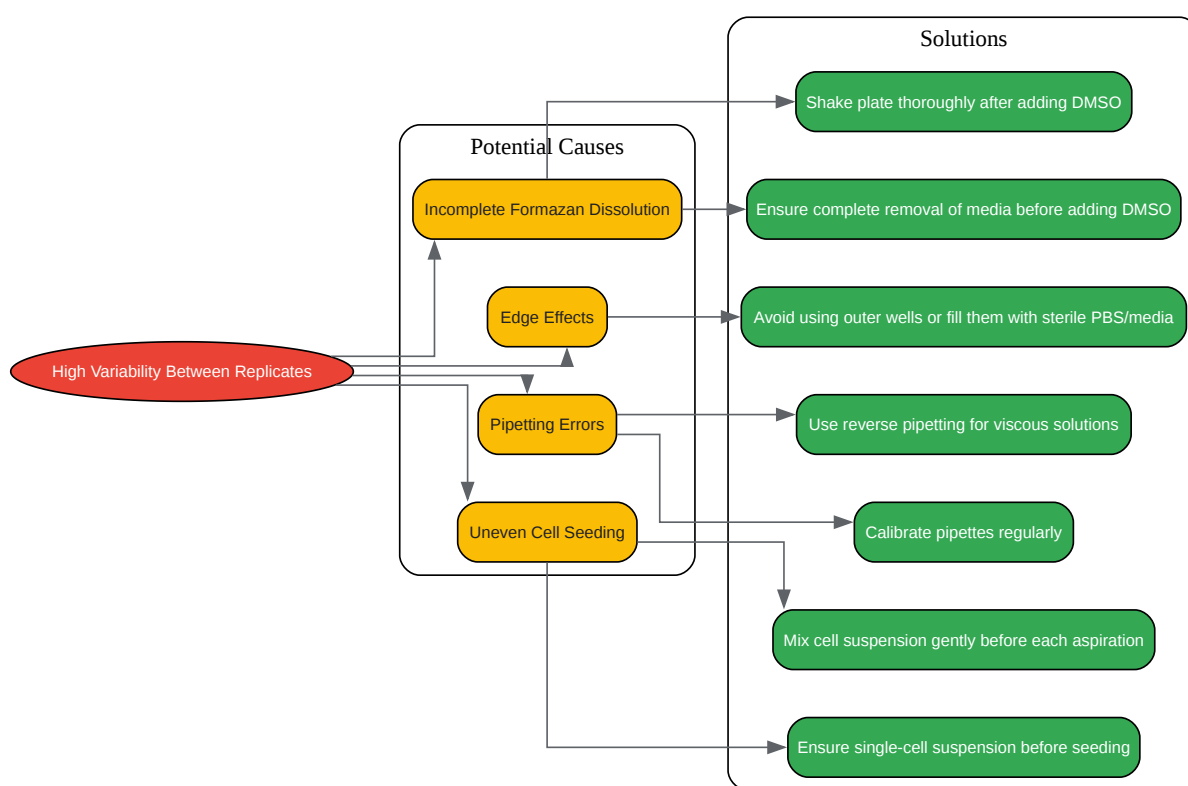 Solutions
Shake plate thoroughly after adding DMSO
Potential Causes
Incomplete Formazan Dissolution
Ensure complete removal of media before adding DMSO
Edge Effects
Avoid using outer wells or fill them with sterile PBS/media
High Variability Between Replicates
Pipetting Errors
Use reverse pipetting for viscous solutions
Uneven Cell Seeding
Calibrate pipettes regularly
Mix cell suspension gently before each aspiration
Ensure single-cell suspension before seeding